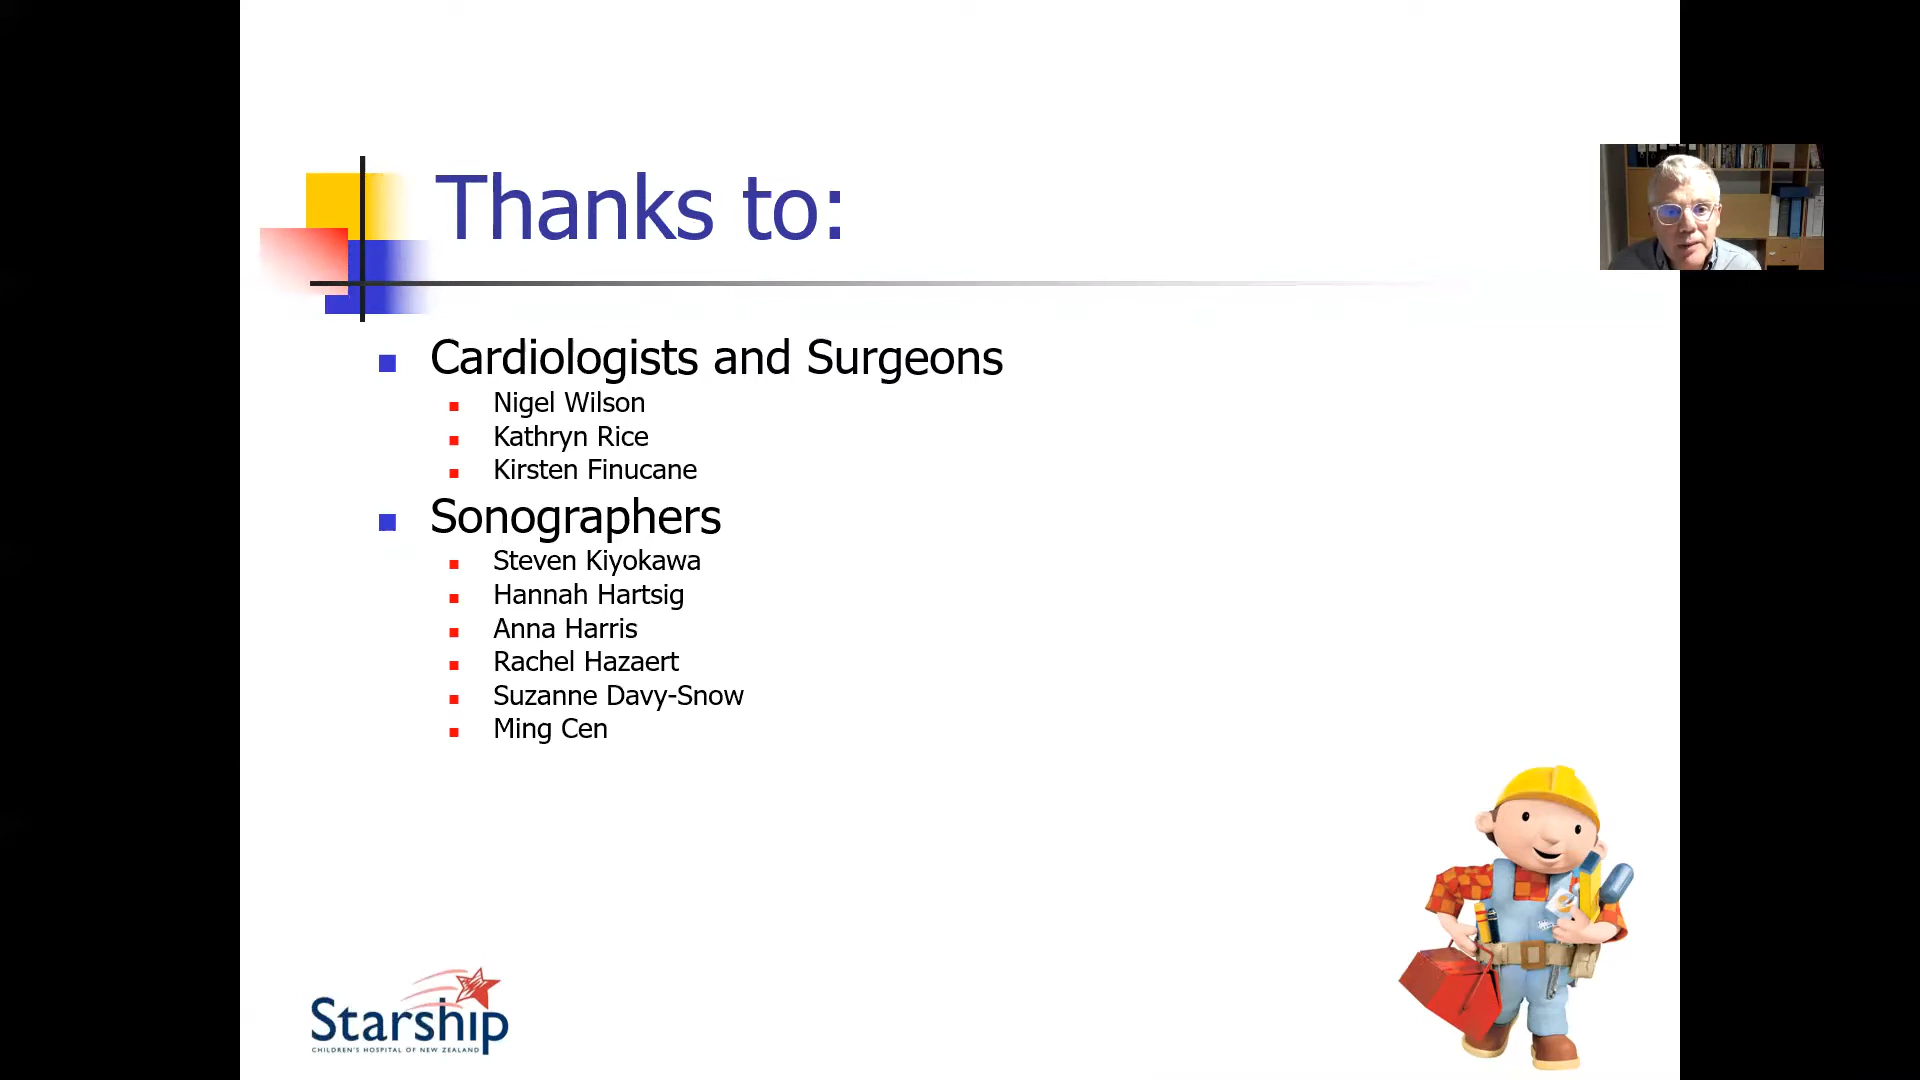 Thanks to:
Cardiologists and Surgeons
Nigel Wilson
Kathryn Rice
Kirsten Finucane
Sonographers
Steven Kiyokawa
Hannah Hartsig
Anna Harris
Rachel Hazaert
Suzanne Davy-Snow
Ming Cen
Starship
CHILDREN'S HOSPITAL OF NEW ZEALAND